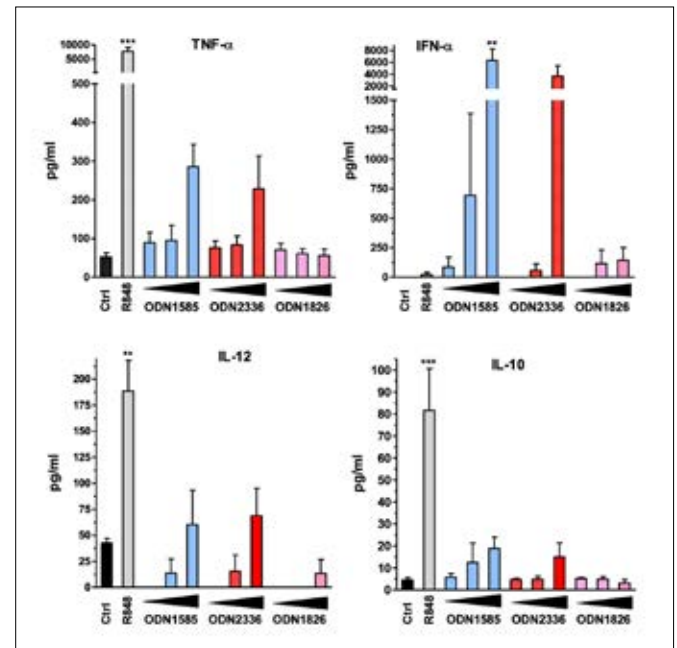 TNF-α
10000
5000
500
400
300
200
100
0
pg/ml
***
Ctrl
R848
ODN1585
ODN2336
ODN1826
IFN-α
8000
6000
4000
2000
1500
1250
1000
750
500
250
0
pg/ml
**
Ctrl
R848
ODN1585
ODN2336
ODN1826
IL-12
200
175
150
125
100
75
50
25
0
pg/ml
**
Ctrl
R848
ODN1585
ODN2336
ODN1826
IL-10
100
90
80
70
60
50
40
30
20
10
0
pg/ml
***
Ctrl
R848
ODN1585
ODN2336
ODN1826